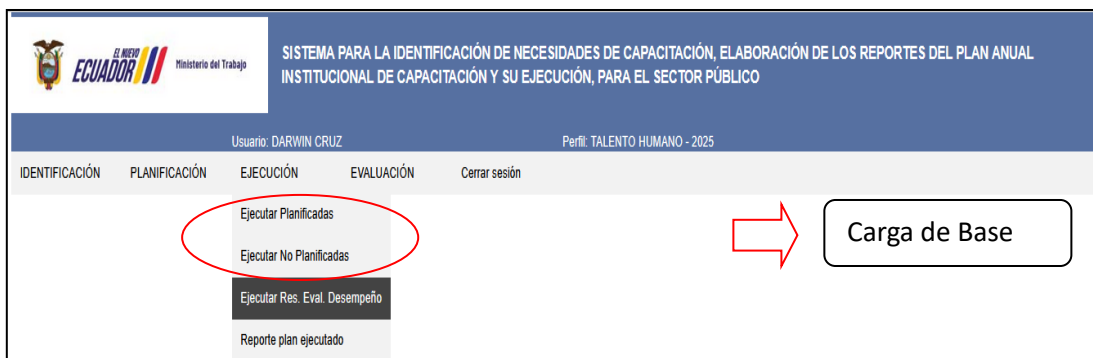 EL NUEVO
ECUADOR
Ministerio del Trabajo
SISTEMA PARA LA IDENTIFICACIÓN DE NECESIDADES DE CAPACITACIÓN, ELABORACIÓN DE LOS REPORTES DEL PLAN ANUAL
INSTITUCIONAL DE CAPACITACIÓN Y SU EJECUCIÓN, PARA EL SECTOR PÚBLICO
Usuario: DARWIN CRUZ Perfil: TALENTO HUMANO - 2025
IDENTIFICACIÓN PLANIFICACIÓN EJECUCIÓN EVALUACIÓN Cerrar sesión
Ejecutar Planificadas
Ejecutar No Planificadas
Ejecutar Res. Eval. Desempeño
Reporte plan ejecutado
Carga de Base